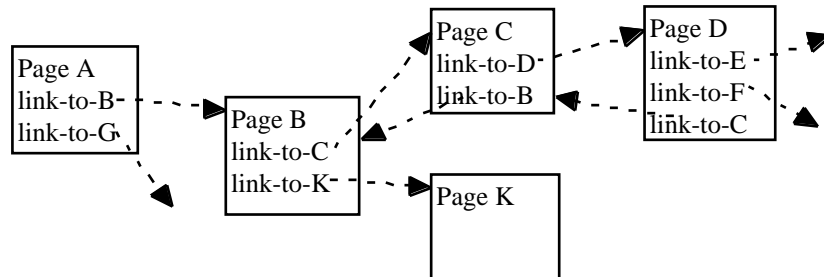 Page A
link-to-B
link-to-G
Page B
link-to-C
link-to-K
Page C
link-to-D
link-to-B
Page K
Page D
link-to-E
link-to-F
link-to-C